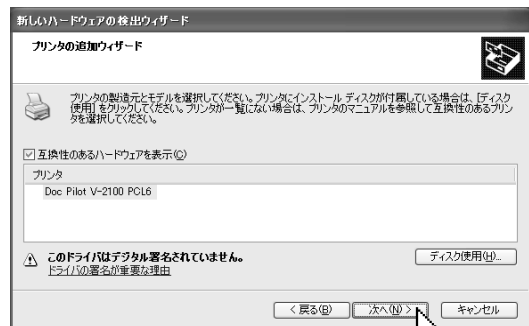 新しいハードウェアの検出ウィザード
プリンタの追加ウィザード
プリンタの製造元とモデルを選択してください。プリンタにインストール ディスクが付属している場合は、[ディスク
使用] をクリックしてください。プリンタが一覧にない場合は、プリンタのマニュアルを参照して互換性のあるプリン
タを選択してください。
互換性のあるハードウェアを表示(C)
プリンタ
Doc Pilot V-2100 PCL6
このドライバはデジタル署名されていません。
ドライバの署名が重要な理由
ディスク使用(H)...
< 戻る(B)
次へ(N) >
キャンセル